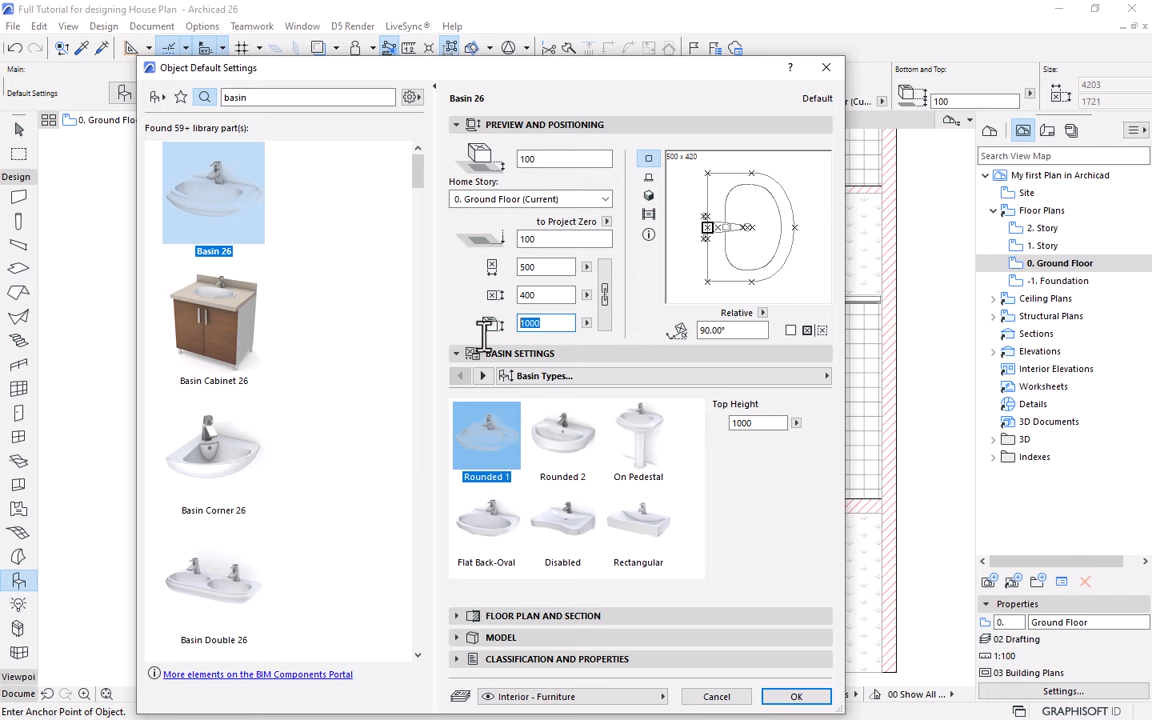 Full Tutorial for designing House Plan - Archicad 26
File Edit View Design Document Options Teamwork Window D5 Render LiveSync® Help
Main:
Default Settings
Bottom and Top:
100
Size:
4203
1721
0. Ground Floo
Object Default Settings
?
basin
Found 59+ library part(s):
Basin 26
Basin Cabinet 26
Basin Corner 26
Basin Double 26
More elements on the BIM Components Portal
Basin 26
Default
PREVIEW AND POSITIONING
100
Home Story:
0. Ground Floor (Current)
to Project Zero
100
500
400
1000
500 x 420
Relative
90.00°
BASIN SETTINGS
Basin Types...
Rounded 1
Rounded 2
On Pedestal
Flat Back-Oval
Disabled
Rectangular
Top Height
1000
FLOOR PLAN AND SECTION
MODEL
CLASSIFICATION AND PROPERTIES
Interior - Furniture
Cancel
OK
Design
Viewpoi
Docume
Enter Anchor Point of Object.
(Cu...
Search View Map
My first Plan in Archicad
Site
Floor Plans
2. Story
1. Story
0. Ground Floor
-1. Foundation
Ceiling Plans
Structural Plans
Sections
Elevations
Interior Elevations
Worksheets
Details
3D Documents
3D
Indexes
Properties
0.
Ground Floor
02 Drafting
1:100
03 Building Plans
Settings...
00 Show All ...
GRAPHISOFT ID